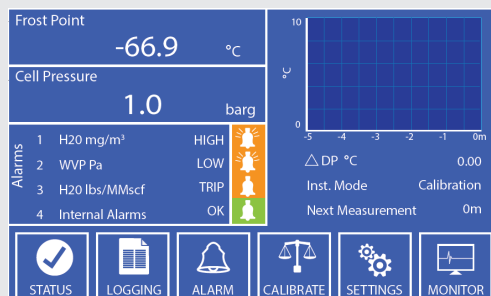 Frost Point
-66.9 °C
Cell Pressure
1.0 barg
Alarms
1 H20 mg/m³ HIGH
2 WVP Pa LOW
3 H20 lbs/MMscf TRIP
4 Internal Alarms OK
10
°C
0
-5 -4 -3 -2 -1 0m
△ DP °C 0.00
Inst. Mode Calibration
Next Measurement 0m
STATUS LOGGING ALARM CALIBRATE SETTINGS MONITOR